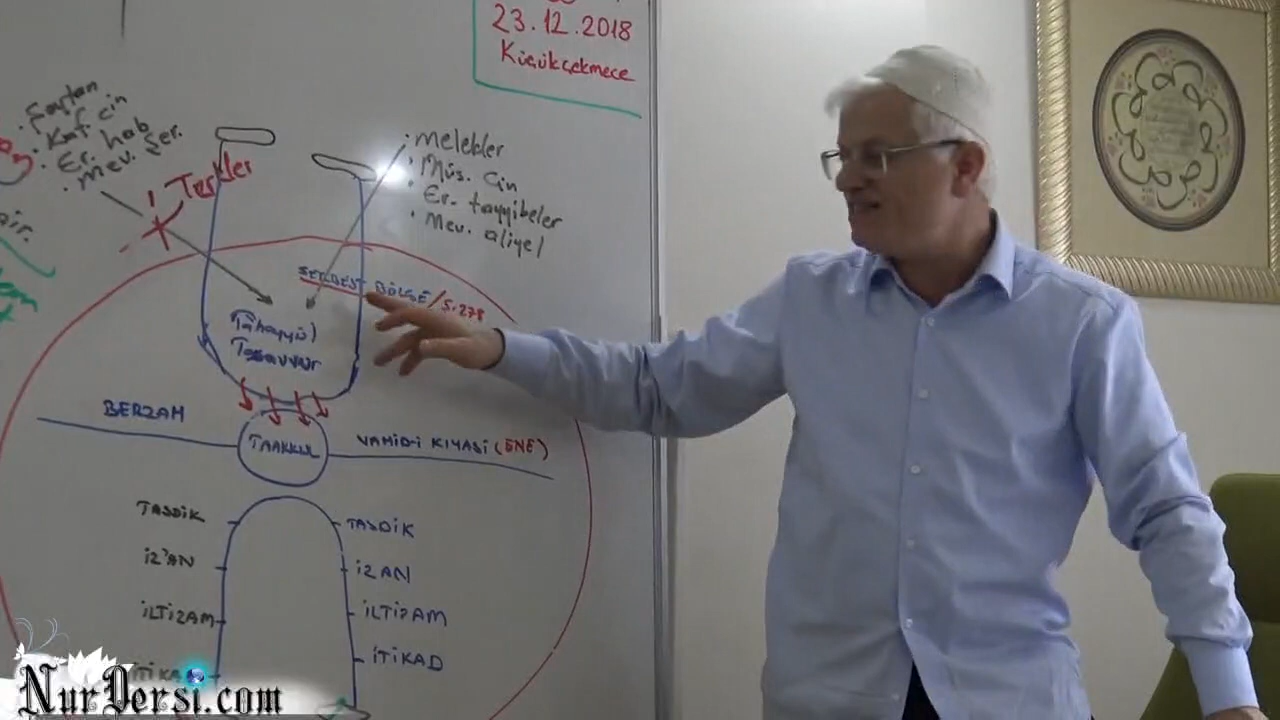 23.12.2018
Küçükçekmece
• Şeytan
• Kaf. cin
• Er. hab
• Mev. Şer.
Terkler
• Melekler
• Müs. Cin
• Er. tayyibeler
• Mev. aliye
SERBEST BÖLGE/S.278
Tahayyül
Tasavvur
BERZAH
TAAKKUL
VAHİD-İ KIYASİ (ENE)
TASDİK
TASDİK
İZ'AN
İZAN
İLTİZAM
İLTİZAM
İTİKAD
NurDersi.com